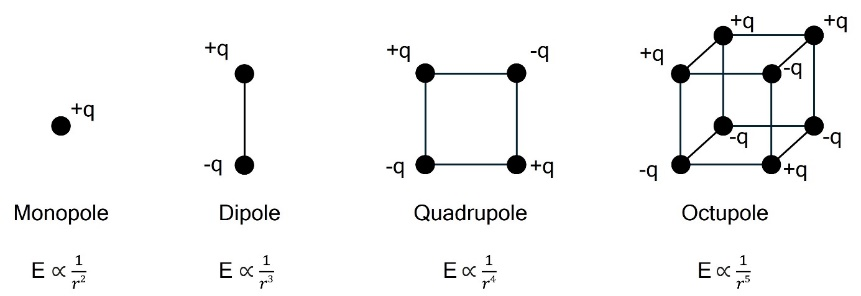 +q
Monopole
E ∝ 1/r²
+q
-q
Dipole
E ∝ 1/r³
+q -q
-q +q
Quadrupole
E ∝ 1/r⁴
+q +q
+q -q
-q -q
-q +q
Octupole
E ∝ 1/r⁵